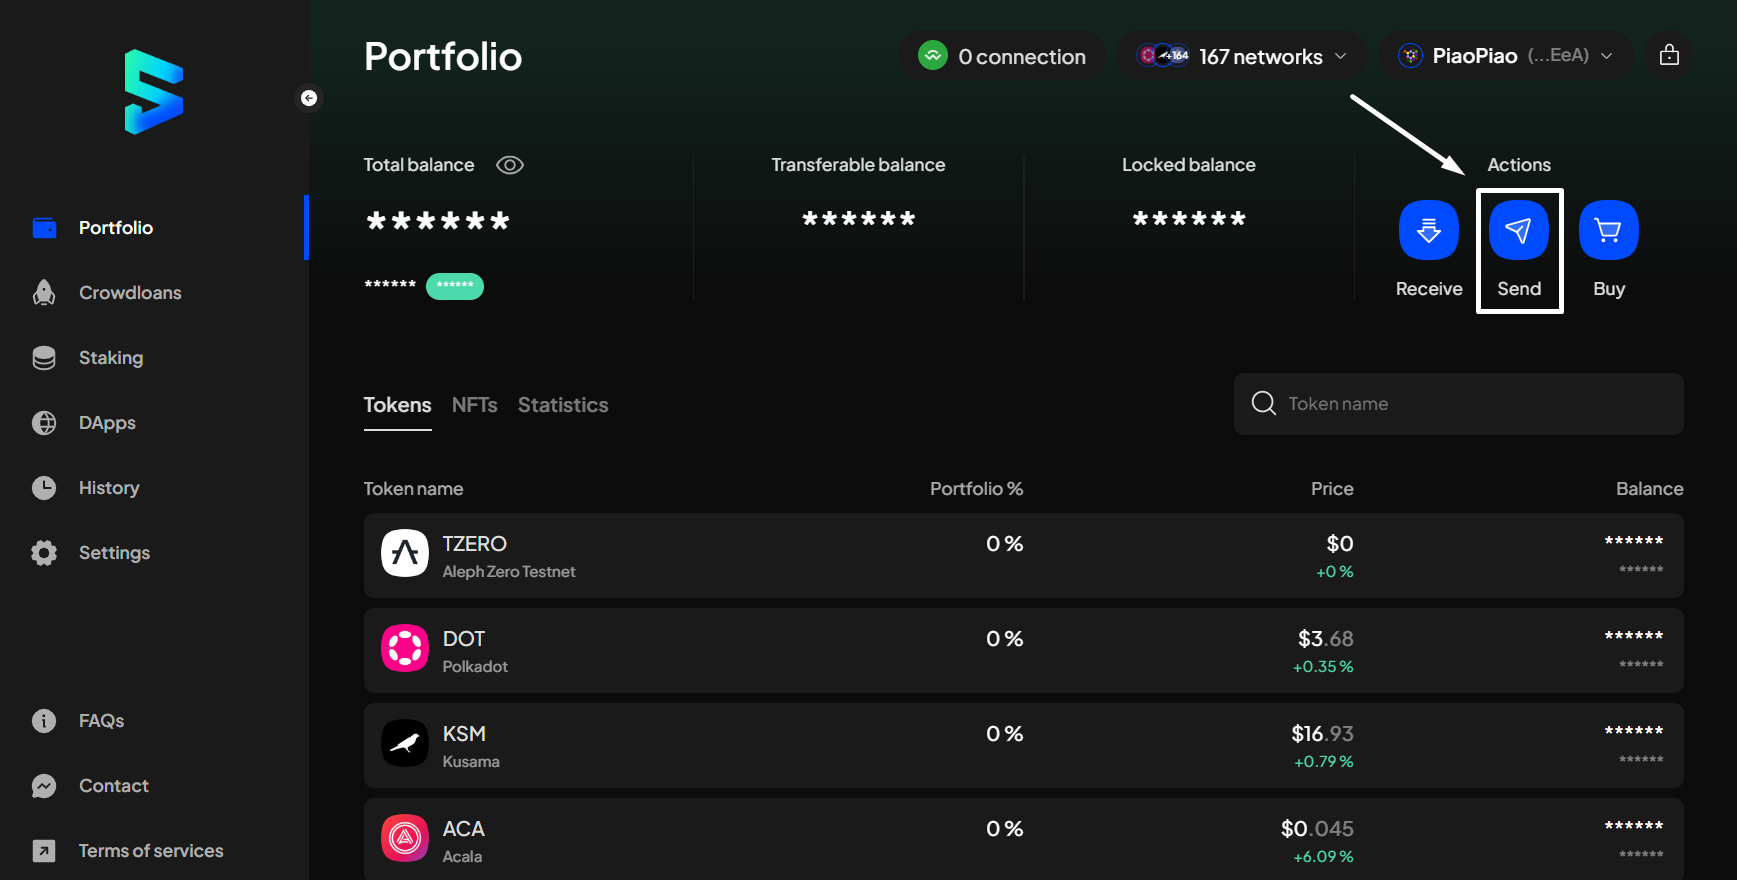 Portfolio
0 connection
+164
167 networks
PiaoPiao (...EeA)
Portfolio
Crowdloans
Staking
DApps
History
Settings
FAQs
Contact
Terms of services
Total balance
******
****** ******
Transferable balance
******
Locked balance
******
Actions
Receive
Send
Buy
Tokens NFTs Statistics
Token name
Token name Portfolio % Price Balance
TZERO 0 % $0 ******
Aleph Zero Testnet +0 % ******
DOT 0 % $3.68 ******
Polkadot +0.35 % ******
KSM 0 % $16.93 ******
Kusama +0.79 % ******
ACA 0 % $0.045 ******
Acala +6.09 % ******